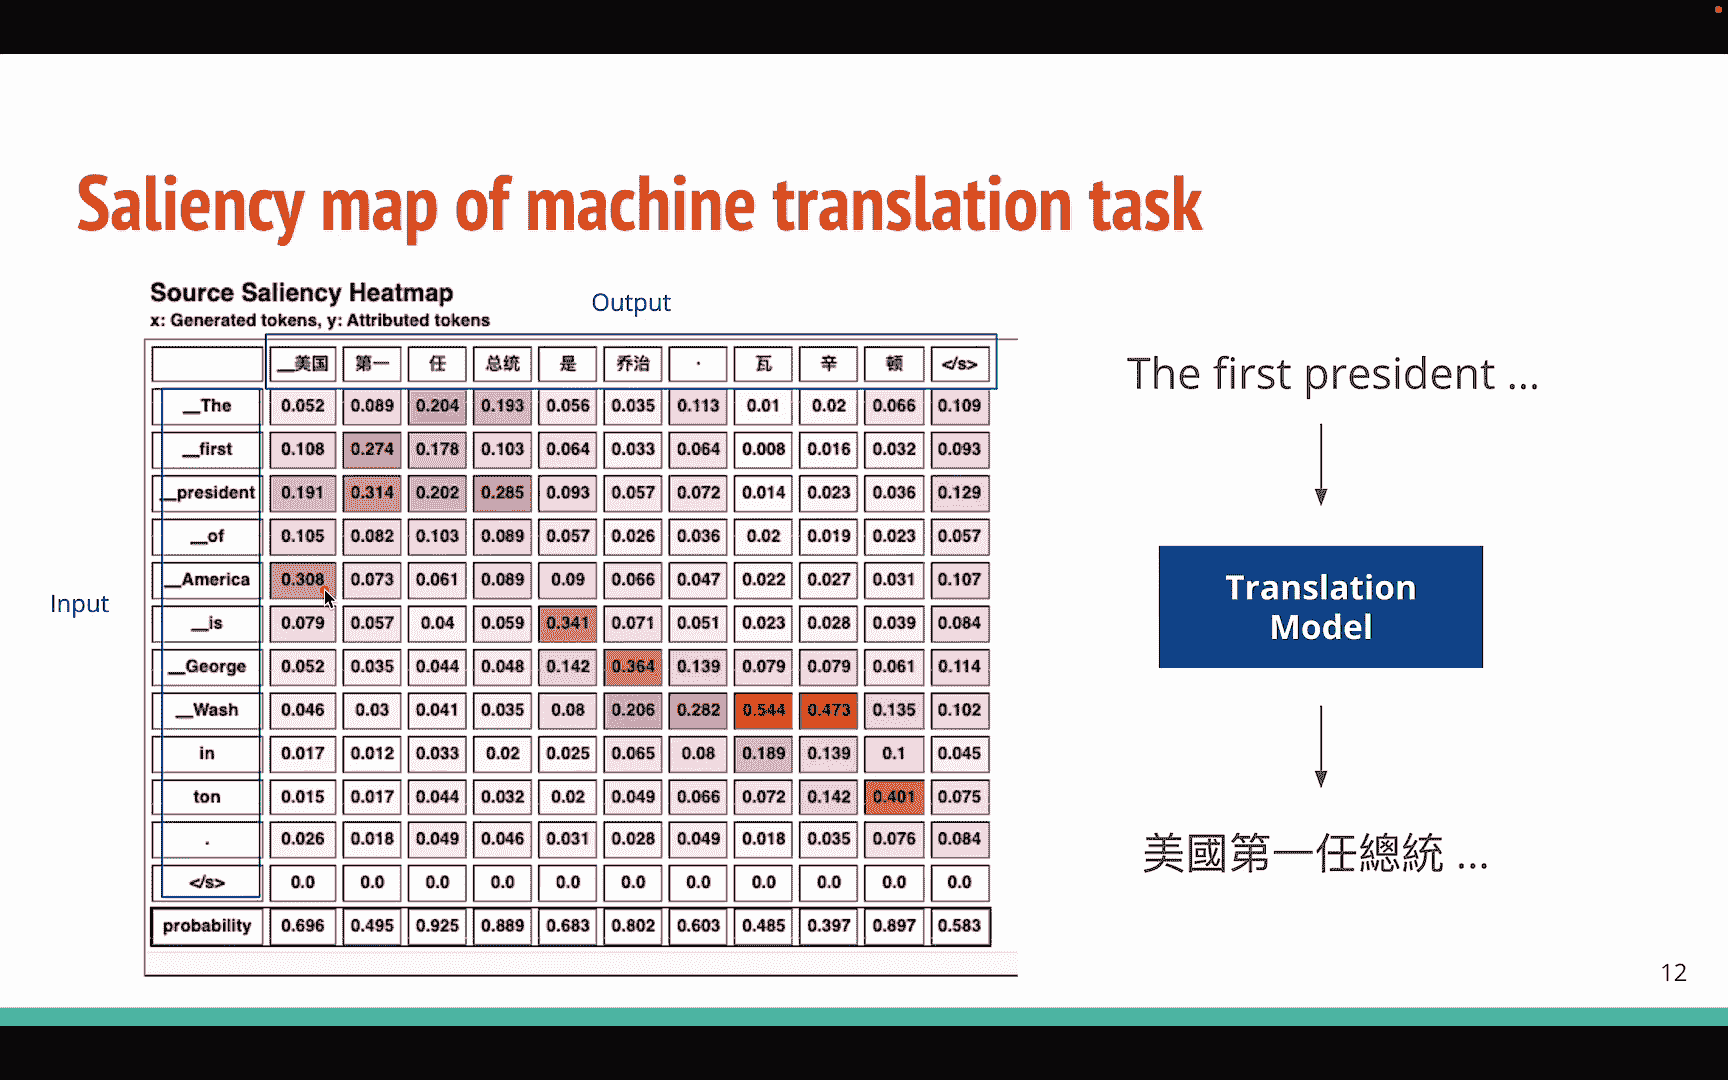 Saliency map of machine translation task
Source Saliency Heatmap
x: Generated tokens, y: Attributed tokens
Output
__美国 第一 任 总统 是 乔治 · 瓦 辛 顿 </s>
__The 0.052 0.089 0.204 0.193 0.056 0.035 0.113 0.01 0.02 0.066 0.109
__first 0.108 0.274 0.178 0.103 0.064 0.033 0.064 0.008 0.016 0.032 0.093
__president 0.191 0.314 0.202 0.285 0.093 0.057 0.072 0.014 0.023 0.036 0.129
__of 0.105 0.082 0.103 0.089 0.057 0.026 0.036 0.02 0.019 0.023 0.057
__America 0.308 0.073 0.061 0.089 0.09 0.066 0.047 0.022 0.027 0.031 0.107
Input
__is 0.079 0.057 0.04 0.059 0.341 0.071 0.051 0.023 0.028 0.039 0.084
__George 0.052 0.035 0.044 0.048 0.142 0.364 0.139 0.079 0.079 0.061 0.114
__Wash 0.046 0.03 0.041 0.035 0.08 0.206 0.282 0.544 0.473 0.135 0.102
in 0.017 0.012 0.033 0.02 0.025 0.065 0.08 0.189 0.139 0.1 0.045
ton 0.015 0.017 0.044 0.032 0.02 0.049 0.066 0.072 0.142 0.401 0.075
. 0.026 0.018 0.049 0.046 0.031 0.028 0.049 0.018 0.035 0.076 0.084
</s> 0.0 0.0 0.0 0.0 0.0 0.0 0.0 0.0 0.0 0.0 0.0
probability 0.696 0.495 0.925 0.889 0.683 0.802 0.603 0.485 0.397 0.897 0.583
The first president ...
Translation
Model
美國第一任總統 ...
12